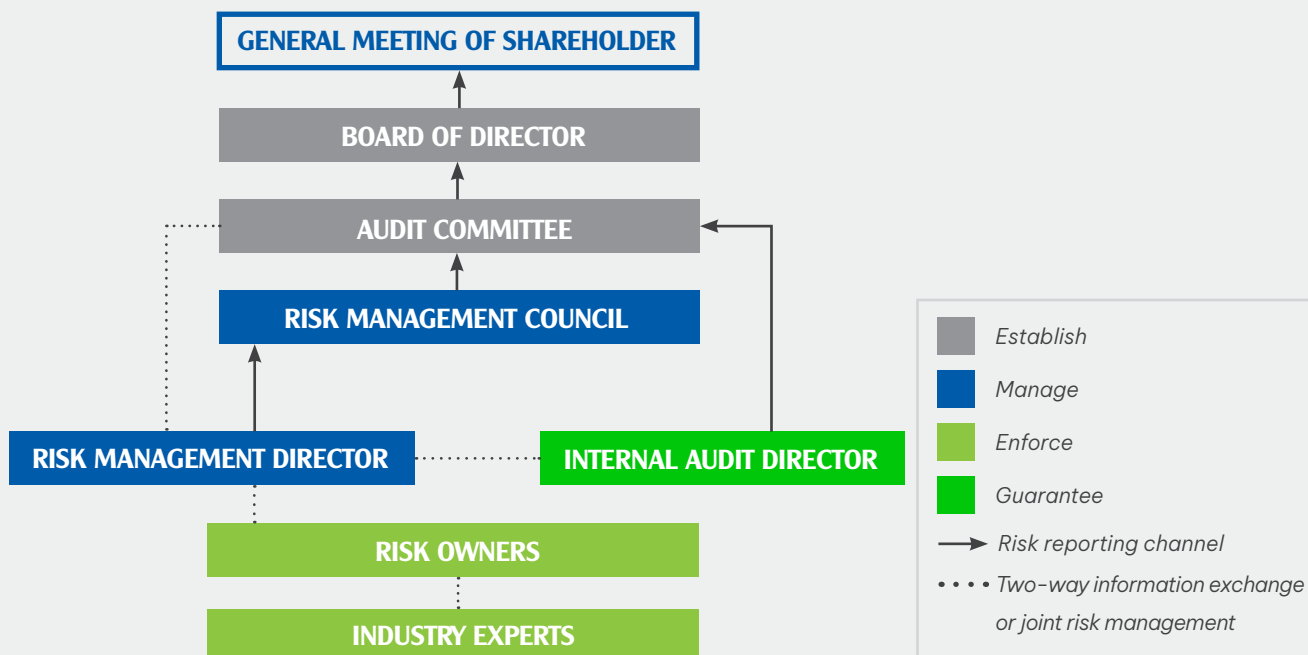 GENERAL MEETING OF SHAREHOLDER
BOARD OF DIRECTOR
AUDIT COMMITTEE
RISK MANAGEMENT COUNCIL
RISK MANAGEMENT DIRECTOR
INTERNAL AUDIT DIRECTOR
RISK OWNERS
INDUSTRY EXPERTS
Establish
Manage
Enforce
Guarantee
Risk reporting channel
Two-way information exchange
or joint risk management